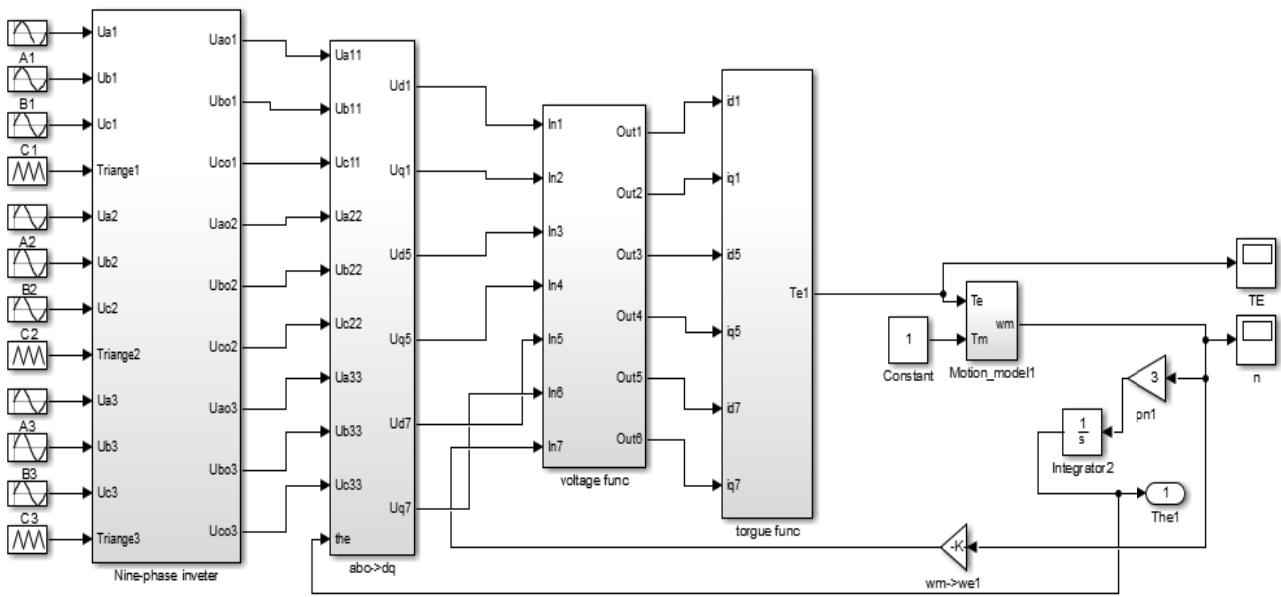 A1
B1
C1
A2
B2
C2
A3
B3
C3
Ua1
Ub1
Uc1
Triange1
Ua2
Ub2
Uc2
Triange2
Ua3
Ub3
Uc3
Triange3
Uao1
Ubo1
Uco1
Uao2
Ubo2
Uco2
Uao3
Ubo3
Uco3
Nine-phase inveter
Ua11
Ub11
Uc11
Ua22
Ub22
Uc22
Ua33
Ub33
Uc33
the
Ud1
Uq1
Ud5
Uq5
Ud7
Uq7
abc->dq
In1
In2
In3
In4
In5
In6
In7
Out1
Out2
Out3
Out4
Out5
Out6
voltage func
id1
iq1
id5
iq5
id7
iq7
Te1
torgue func
1
Constant
Te
Tm
wm
Motion_model1
TE
n
3
pn1
1
s
Integrator2
1
The1
-K
wm->we1